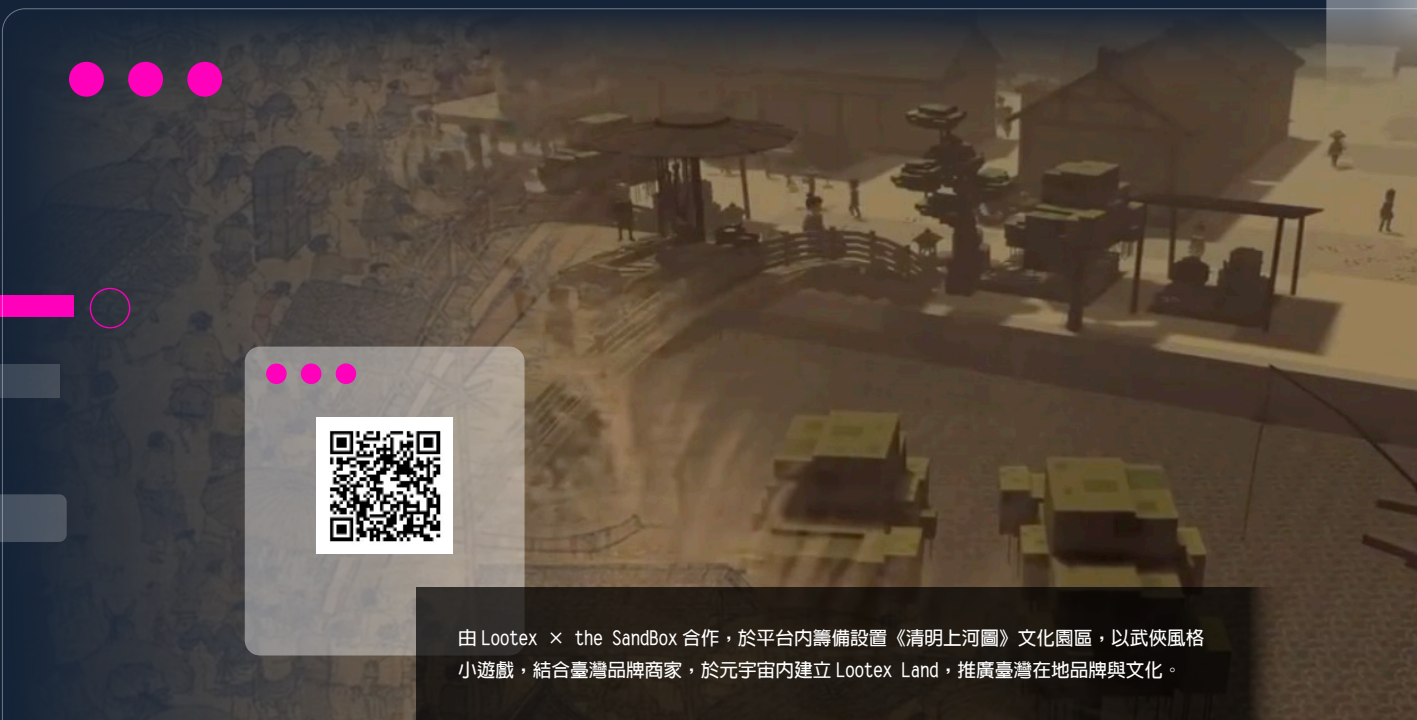 由 Lootex × the SandBox 合作，於平台內籌備設置《清明上河圖》文化園區，以武俠風格
小遊戲，結合臺灣品牌商家，於元宇宙內建立 Lootex Land，推廣臺灣在地品牌與文化。